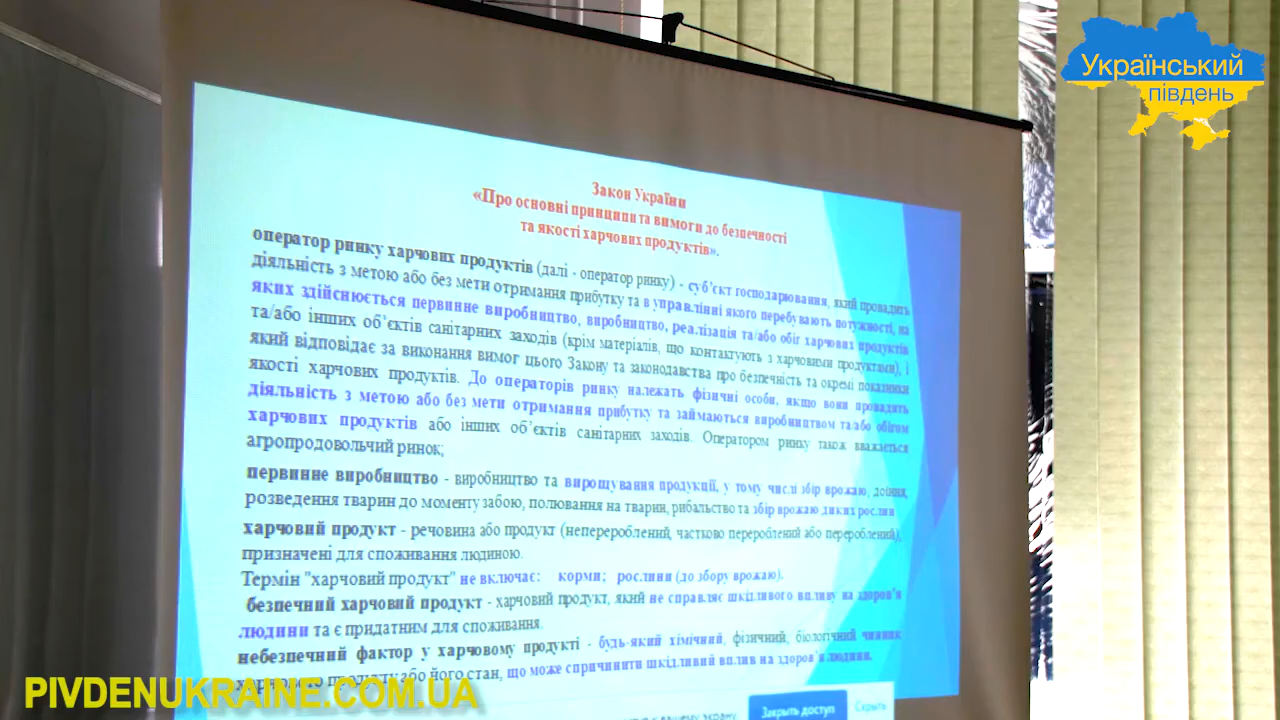 Український
південь
Закон України
«Про основні принципи та вимоги до безпечності
та якості харчових продуктів».
оператор ринку харчових продуктів (далі - оператор ринку) - суб’єкт господарювання, який провадить
діяльність з метою або без мети отримання прибутку та в управлінні якого перебувають потужності, на
яких здійснюється первинне виробництво, виробництво, реалізація та/або обіг харчових продуктів
та/або інших об’єктів санітарних заходів (крім матеріалів, що контактують з харчовими продуктами), і
який відповідає за виконання вимог цього Закону та законодавства про безпечність та окремі показники
якості харчових продуктів. До операторів ринку належать фізичні особи, якщо вони провадять
діяльність з метою або без мети отримання прибутку та займаються виробництвом та/або обігом
харчових продуктів або інших об’єктів санітарних заходів. Оператором ринку також вважається
агропродовольчий ринок;
первинне виробництво - виробництво та вирощування продукції, у тому числі збір врожаю, доїння,
розведення тварин до моменту забою, полювання на тварин, рибальство та збір врожаю диких рослин
харчовий продукт - речовина або продукт (неперероблений, частково перероблений або перероблений),
призначені для споживання людиною.
Термін "харчовий продукт" не включає: корми; рослини (до збору врожаю).
безпечний харчовий продукт - харчовий продукт, який не справляє шкідливого впливу на здоров’я
людини та є придатним для споживання.
небезпечний фактор у харчовому продукті - будь-який хімічний, фізичний, біологічний чинник
харчового продукту або його стан, що може спричинити шкідливий вплив на здоров’я людини.
к вашему экрану.
Закрыть доступ
Скрыть
PIVDENUKRAINE.COM.UA